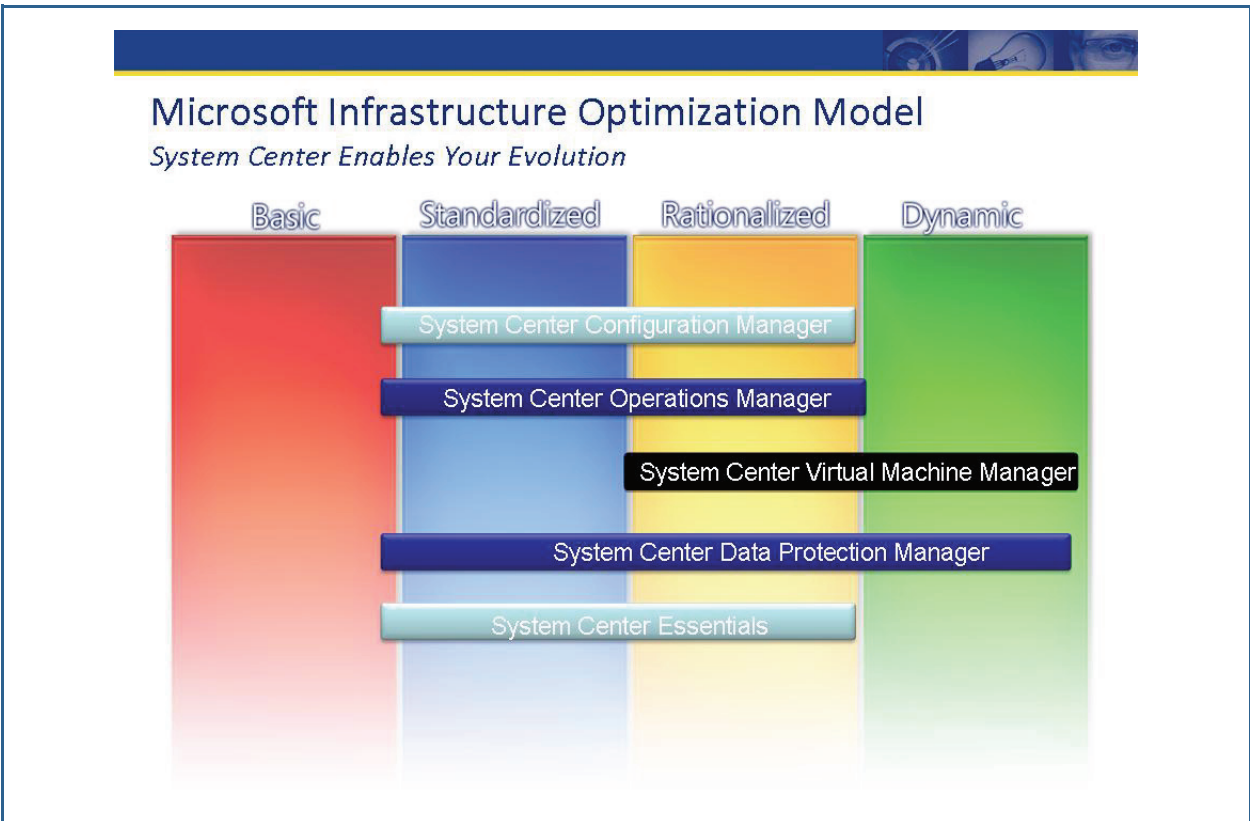 Microsoft Infrastructure Optimization Model
System Center Enables Your Evolution
Basic Standardized Rationalized Dynamic
System Center Configuration Manager
System Center Operations Manager
System Center Virtual Machine Manager
System Center Data Protection Manager
System Center Essentials